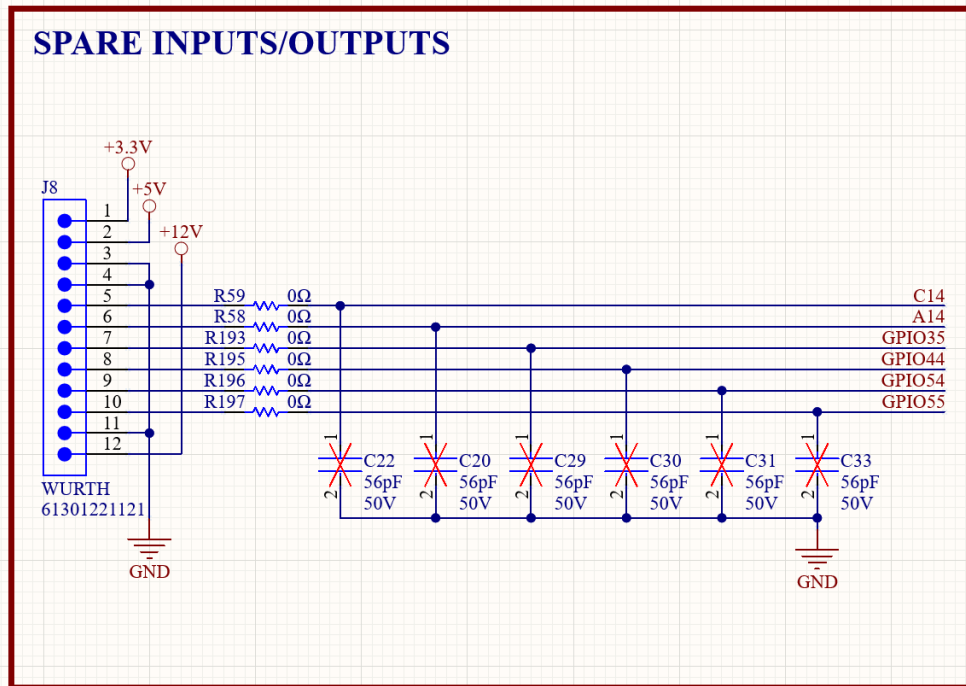 SPARE INPUTS/OUTPUTS
+3.3V
J8
+5V
+12V
1
2
3
4
5
6
7
8
9
10
11
12
R59 0Ω
R58 0Ω
R193 0Ω
R195 0Ω
R196 0Ω
R197 0Ω
C14
A14
GPIO35
GPIO44
GPIO54
GPIO55
1
2
C22
56pF
50V
1
2
C20
56pF
50V
1
2
C29
56pF
50V
1
2
C30
56pF
50V
1
2
C31
56pF
50V
1
2
C33
56pF
50V
WURTH
61301221121
GND
GND